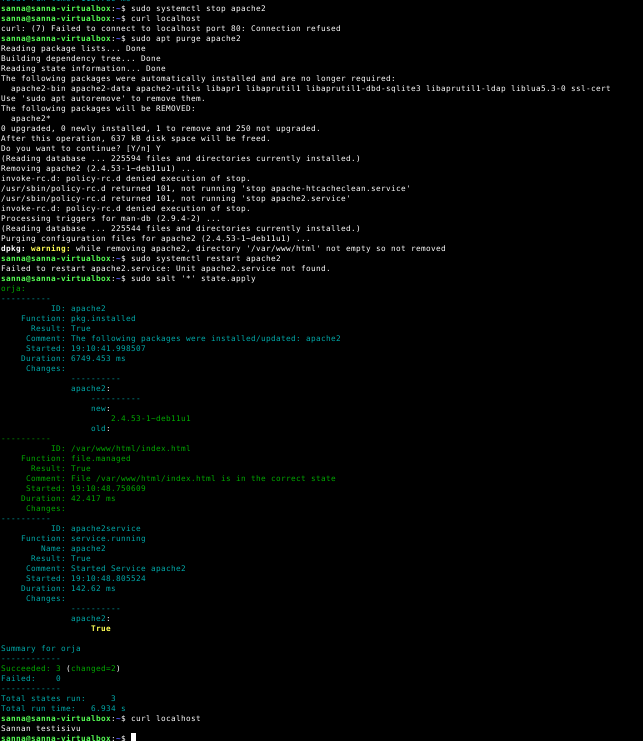 sanna@sanna-virtualbox:~$ sudo systemctl stop apache2
sanna@sanna-virtualbox:~$ curl localhost
curl: (7) Failed to connect to localhost port 80: Connection refused
sanna@sanna-virtualbox:~$ sudo apt purge apache2
Reading package lists... Done
Building dependency tree... Done
Reading state information... Done
The following packages were automatically installed and are no longer required:
  apache2-bin apache2-data apache2-utils libapr1 libaprutil1 libaprutil1-dbd-sqlite3 libaprutil1-ldap liblua5.3-0 ssl-cert
Use 'sudo apt autoremove' to remove them.
The following packages will be REMOVED:
  apache2*
0 upgraded, 0 newly installed, 1 to remove and 250 not upgraded.
After this operation, 637 kB disk space will be freed.
Do you want to continue? [Y/n] Y
(Reading database ... 225594 files and directories currently installed.)
Removing apache2 (2.4.53-1~deb11u1) ...
invoke-rc.d: policy-rc.d denied execution of stop.
/usr/sbin/policy-rc.d returned 101, not running 'stop apache-htcacheclean.service'
/usr/sbin/policy-rc.d returned 101, not running 'stop apache2.service'
invoke-rc.d: policy-rc.d denied execution of stop.
Processing triggers for man-db (2.9.4-2) ...
(Reading database ... 225544 files and directories currently installed.)
Purging configuration files for apache2 (2.4.53-1~deb11u1) ...
dpkg: warning: while removing apache2, directory '/var/www/html' not empty so not removed
sanna@sanna-virtualbox:~$ sudo systemctl restart apache2
Failed to restart apache2.service: Unit apache2.service not found.
sanna@sanna-virtualbox:~$ sudo salt '*' state.apply
orja:
----------
          ID: apache2
    Function: pkg.installed
      Result: True
     Comment: The following packages were installed/updated: apache2
     Started: 19:10:41.998507
    Duration: 6749.453 ms
     Changes:
              ----------
              apache2:
                  ----------
                  new:
                      2.4.53-1~deb11u1
                  old:
----------
          ID: /var/www/html/index.html
    Function: file.managed
      Result: True
     Comment: File /var/www/html/index.html is in the correct state
     Started: 19:10:48.750609
    Duration: 42.417 ms
     Changes:
----------
          ID: apache2service
    Function: service.running
        Name: apache2
      Result: True
     Comment: Started Service apache2
     Started: 19:10:48.805524
    Duration: 142.62 ms
     Changes:
              ----------
              apache2:
                  True

Summary for orja
------------
Succeeded: 3 (changed=2)
Failed:    0
------------
Total states run:     3
Total run time:   6.934 s
sanna@sanna-virtualbox:~$ curl localhost
Sannan testisivu
sanna@sanna-virtualbox:~$